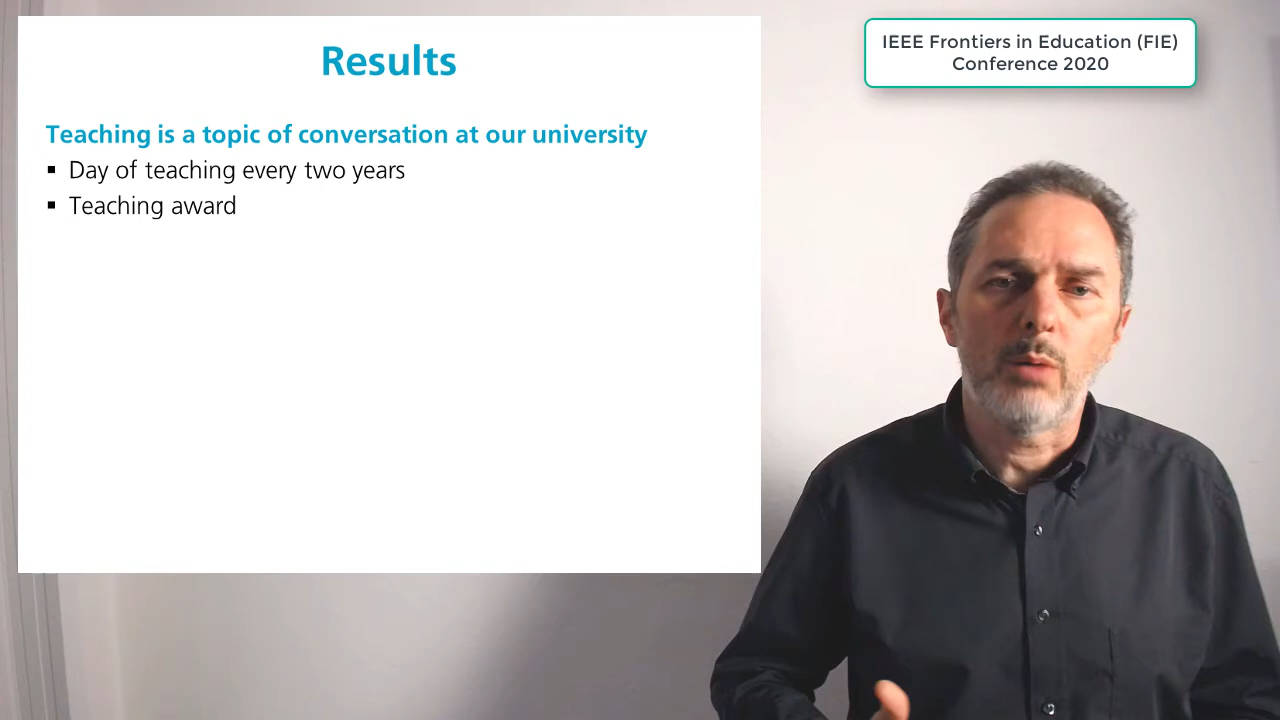 Results
Teaching is a topic of conversation at our university
Day of teaching every two years
Teaching award
IEEE Frontiers in Education (FIE)
Conference 2020